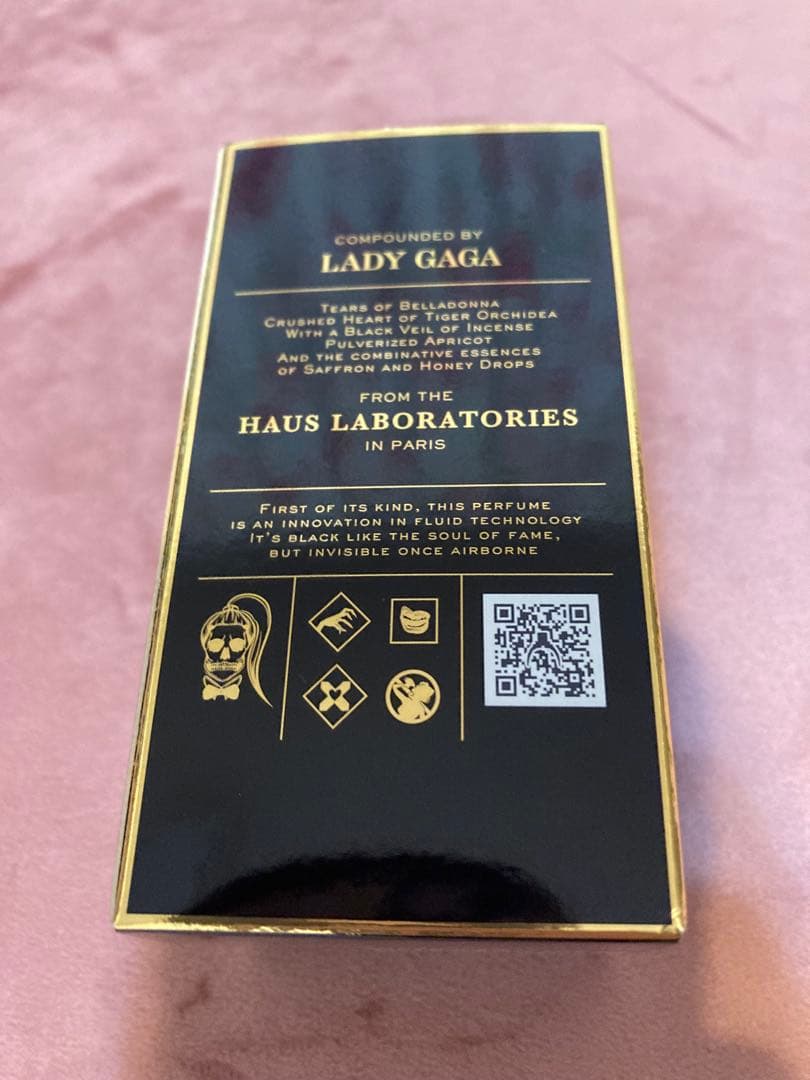 COMPOUNDED BY
LADY GAGA
TEARS OF BELLADONNA
CRUSHED HEART OF TIGER ORCHIDEA
WITH A BLACK VEIL OF INCENSE
PULVERIZED APRICOT
AND THE COMBINATIVE ESSENCES
OF SAFFRON AND HONEY DROPS
FROM THE
HAUS LABORATORIES
IN PARIS
FIRST OF ITS KIND, THIS PERFUME
IS AN INNOVATION IN FLUID TECHNOLOGY
IT'S BLACK LIKE THE SOUL OF FAME,
BUT INVISIBLE ONCE AIRBORNE